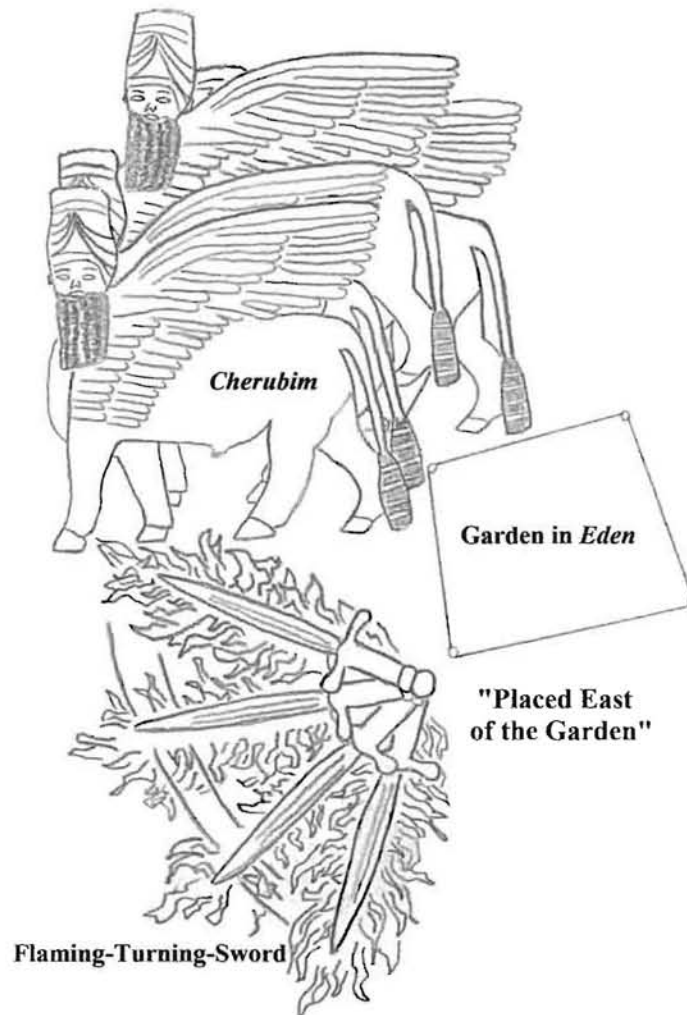 Cherubim
Garden in Eden
"Placed East
of the Garden"
Flaming-Turning-Sword